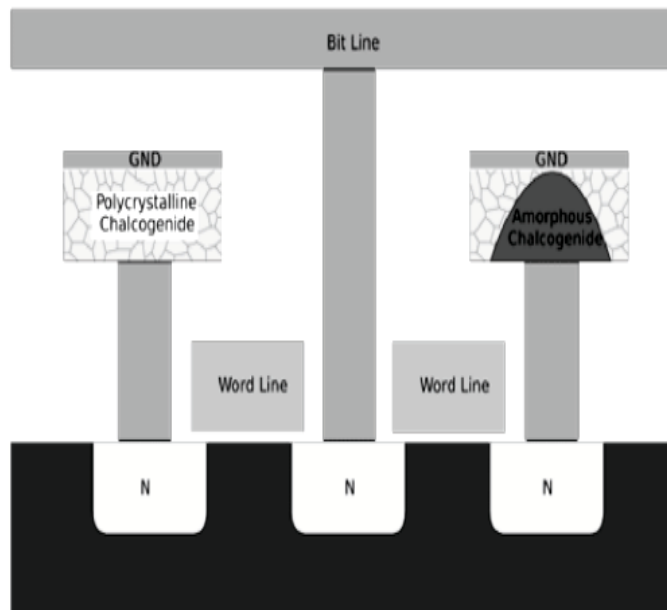 Bit Line
GND
GND
Polycrystalline
Chalcogenide
Amorphous
Chalcogenide
Word Line
Word Line
N
N
N